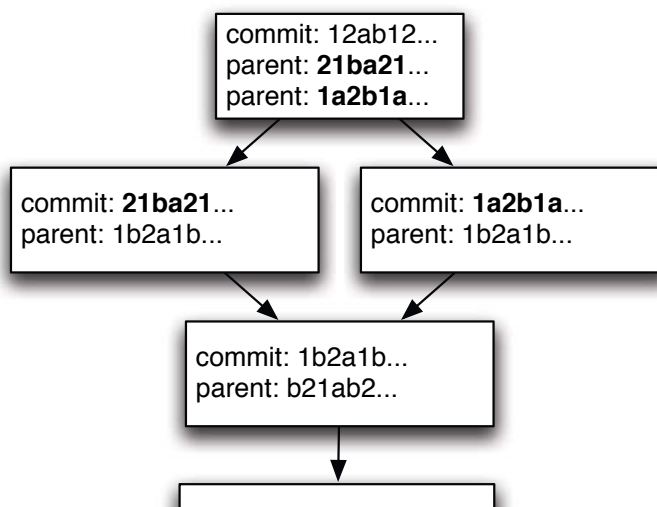 commit: 12ab12...
parent: 21ba21...
parent: 1a2b1a...
commit: 21ba21...
parent: 1b2a1b...
commit: 1a2b1a...
parent: 1b2a1b...
commit: 1b2a1b...
parent: b21ab2...